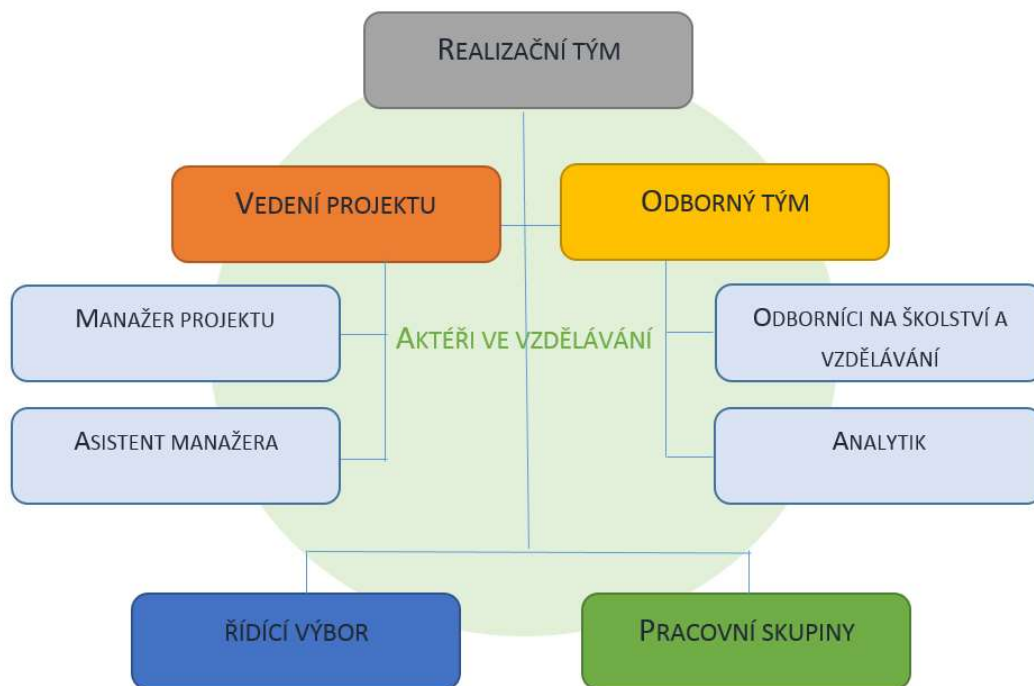 REALIZAČNÍ TÝM
VEDENÍ PROJEKTU
ODBORNÝ TÝM
MANAŽER PROJEKTU
AKTÉŘI VE VZDĚLÁVÁNÍ
ODBORNÍCI NA ŠKOLSTVÍ A
VZDĚLÁVÁNÍ
ASISTENT MANAŽERA
ANALYTIK
ŘÍDÍCÍ VÝBOR
PRACOVNÍ SKUPINY